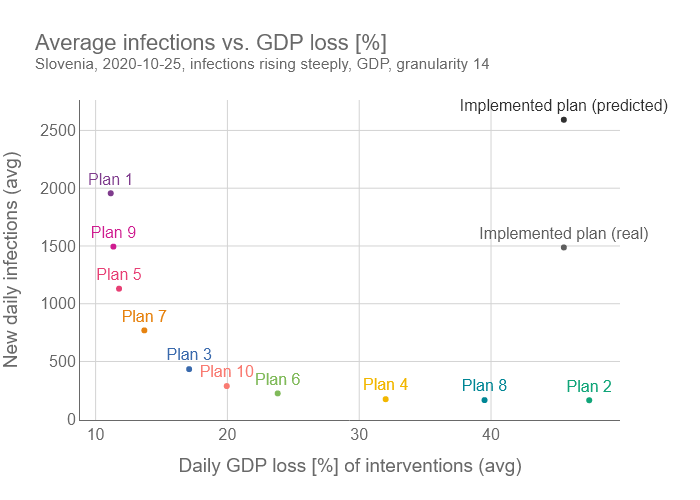 Average infections vs. GDP loss [%]
Slovenia, 2020-10-25, infections rising steeply, GDP, granularity 14
Implemented plan (predicted)
2500
Plan 1
2000
Plan 9
Implemented plan (real)
1500
Plan 5
1000
Plan 7
Plan 3
500
Plan 10
Plan 6
Plan 4
Plan 8
Plan 2
0
10
20
30
40
New daily infections (avg)
Daily GDP loss [%] of interventions (avg)